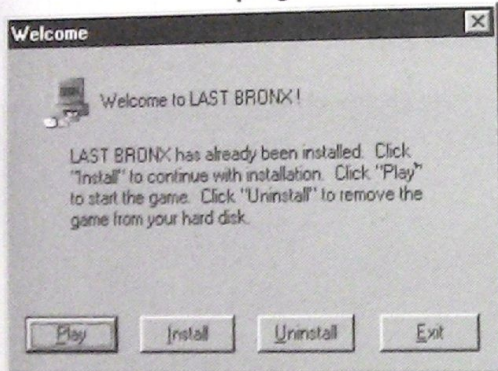 Welcome
Welcome to LAST BRONX!
LAST BRONX has already been installed. Click
"Install" to continue with installation. Click "Play"
to start the game. Click "Uninstall" to remove the
game from your hard disk.
Play
Install
Uninstall
Exit